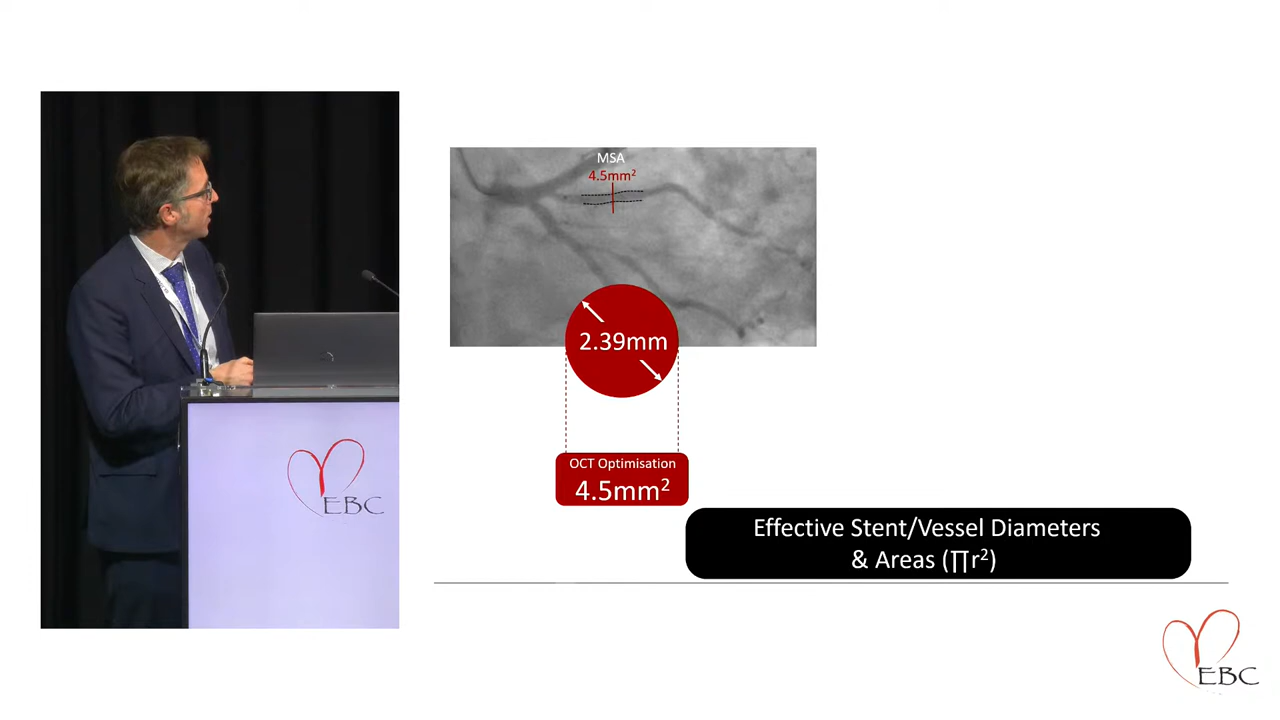 MSA
4.5mm²
2.39mm
OCT Optimisation
4.5mm²
Effective Stent/Vessel Diameters
& Areas (∏r²)
EBC
EBC